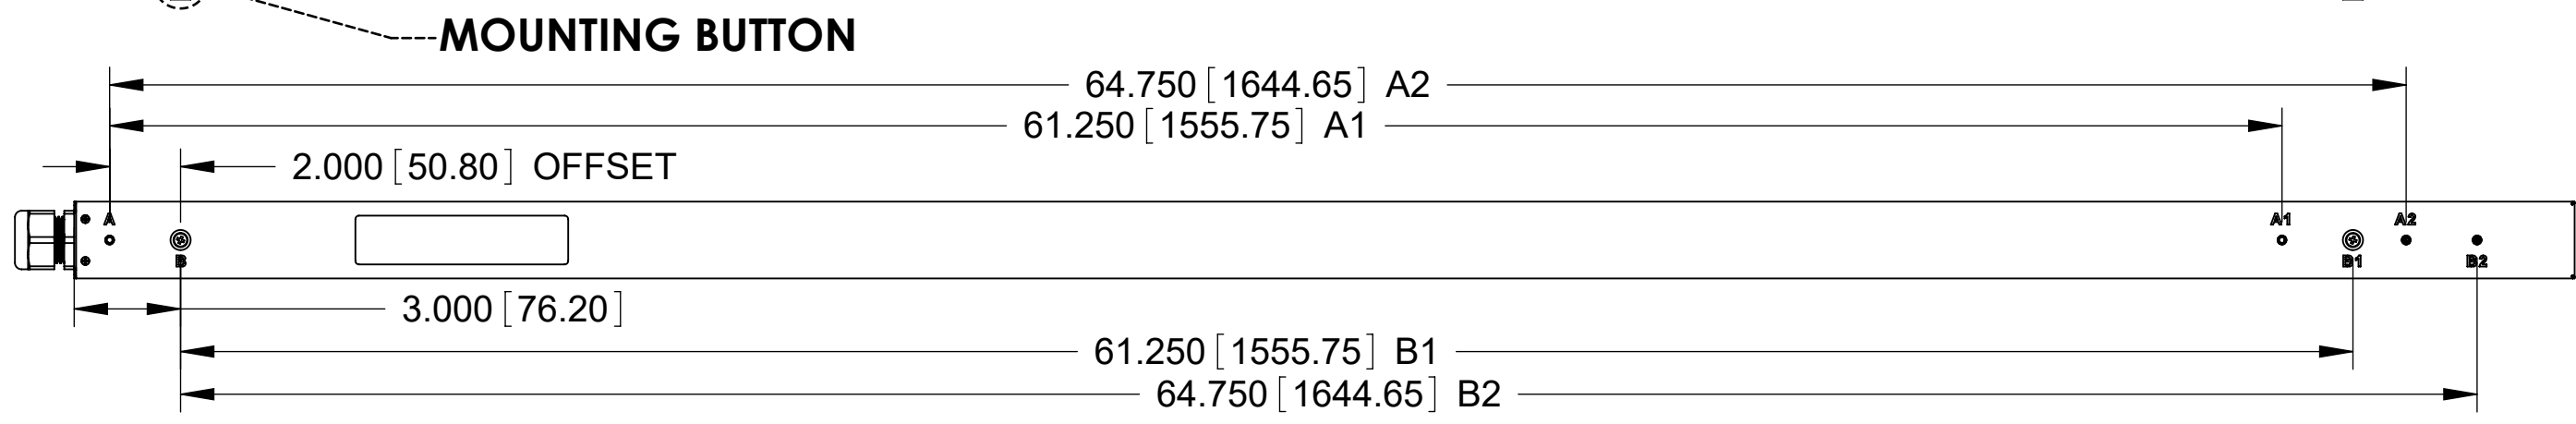 MOUNTING BUTTON
64.750 [1644.65] A2
61.250 [1555.75] A1
2.000 [50.80] OFFSET
A
A1
A2
B
B1
B2
3.000 [76.20]
61.250 [1555.75] B1
64.750 [1644.65] B2